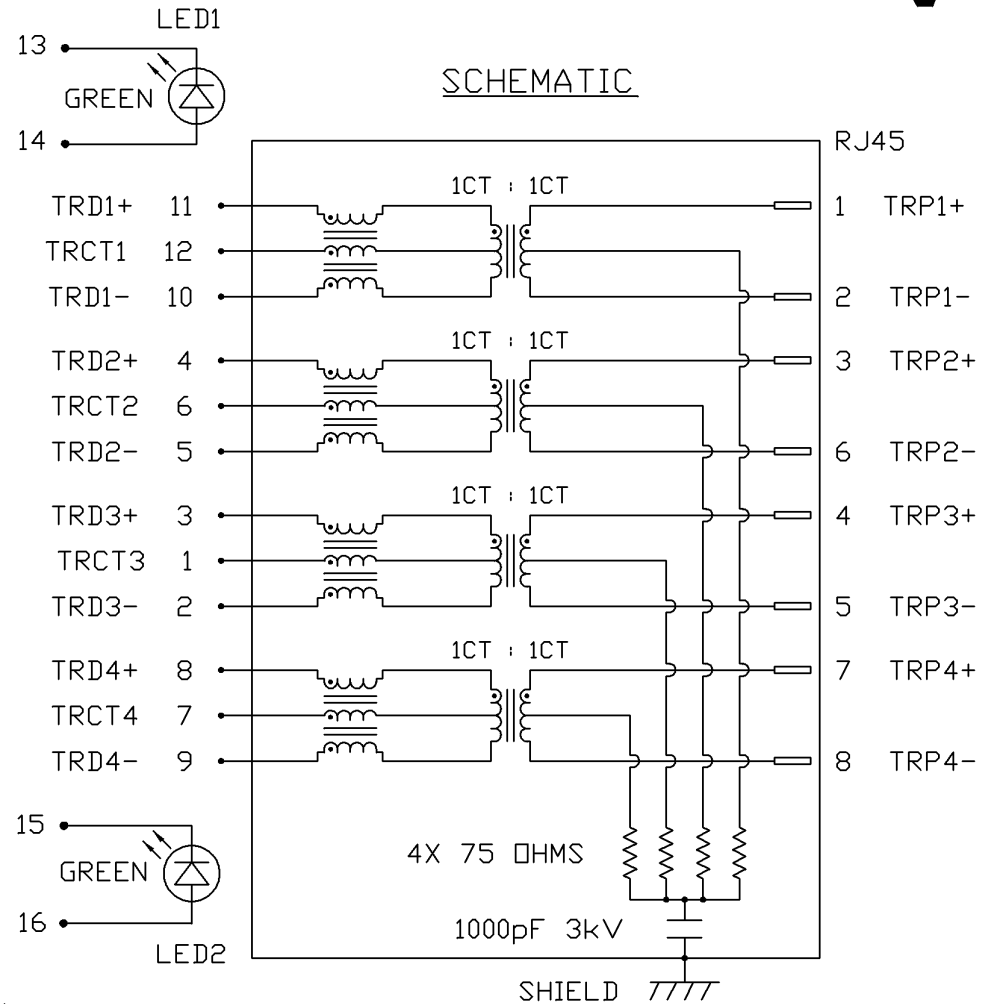 LED1
13
SCHEMATIC
GREEN
14
RJ45
1CT : 1CT
TRD1+ 11 1 TRP1+
TRCT1 12
TRD1- 10 2 TRP1-
1CT : 1CT
TRD2+ 4 3 TRP2+
TRCT2 6
TRD2- 5 6 TRP2-
1CT : 1CT
TRD3+ 3 4 TRP3+
TRCT3 1
TRD3- 2 5 TRP3-
1CT : 1CT
TRD4+ 8 7 TRP4+
TRCT4 7
TRD4- 9 8 TRP4-
15
4X 75 OHMS
GREEN
16
1000pF 3kV
LED2
SHIELD